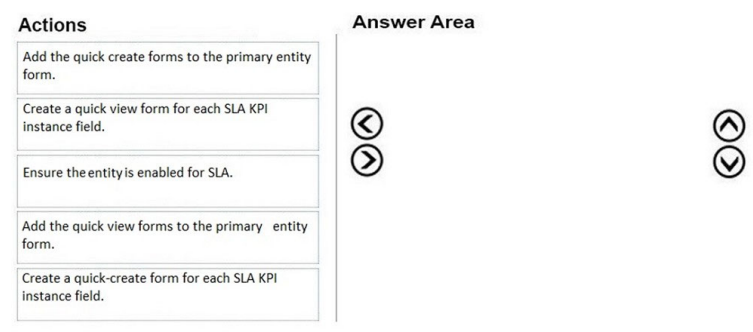 Actions
Answer Area
Add the quick create forms to the primary entity
form.
Create a quick view form for each SLA KPI
instance field.
Ensure the entity is enabled for SLA.
Add the quick view forms to the primary entity
form.
Create a quick-create form for each SLA KPI
instance field.